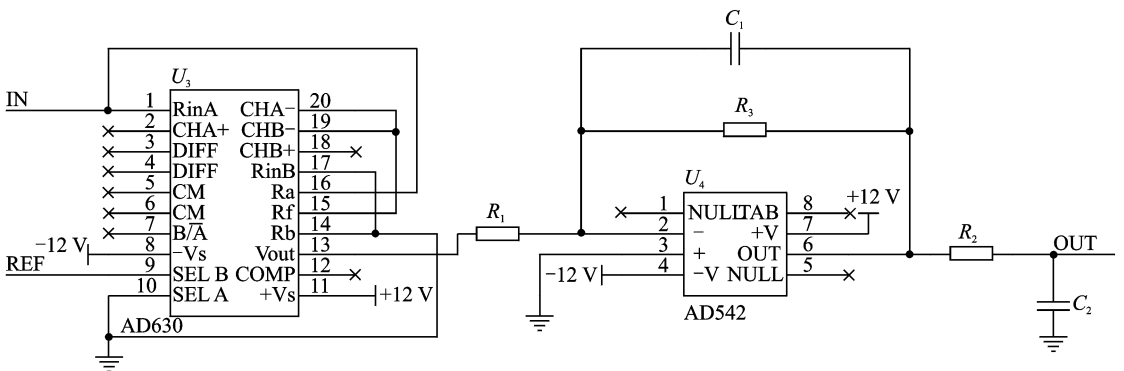 C₁
R₃
U₃
IN
1 RinA CHA− 20
2 CHA+ CHB− 19
3 DIFF CHB+ 18
4 DIFF RinB 17
5 CM Ra 16
6 CM Rf 15
7 B/A̅ Rb 14
8 −Vs Vout 13
9 SEL B COMP 12
10 SEL A +Vs 11
−12 V
REF
+12 V
AD630
R₁
U₄
1 NULL TAB 8
2 − +V 7
3 + OUT 6
4 −V NULL 5
+12 V
−12 V
AD542
R₂
OUT
C₂